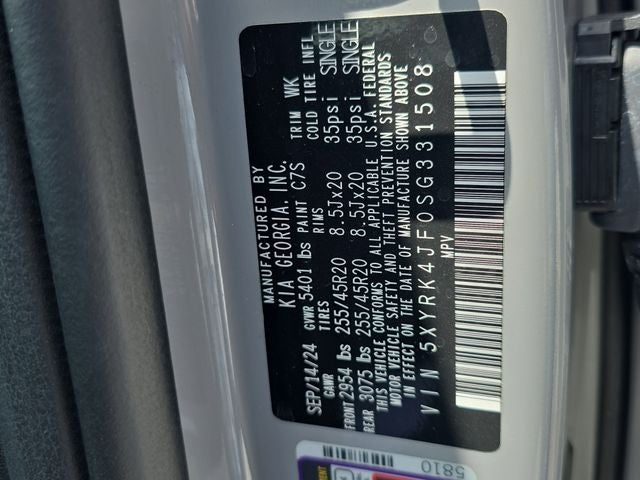 MANUFACTURED BY
KIA GEORGIA, INC.
SEP/14/24 GVWR 5401 lbs PAINT C7S TRIM WK
GAWR TIRES RIMS COLD TIRE INFL
FRONT 2954 lbs 255/45R20 8.5Jx20 35psi SINGLE
REAR 3075 lbs 255/45R20 8.5Jx20 35psi SINGLE
THIS VEHICLE CONFORMS TO ALL APPLICABLE U.S.A. FEDERAL
MOTOR VEHICLE SAFETY AND THEFT PREVENTION STANDARDS
IN EFFECT ON THE DATE OF MANUFACTURE SHOWN ABOVE
VIN 5XYRK4JF0SG331508
MPV
5810